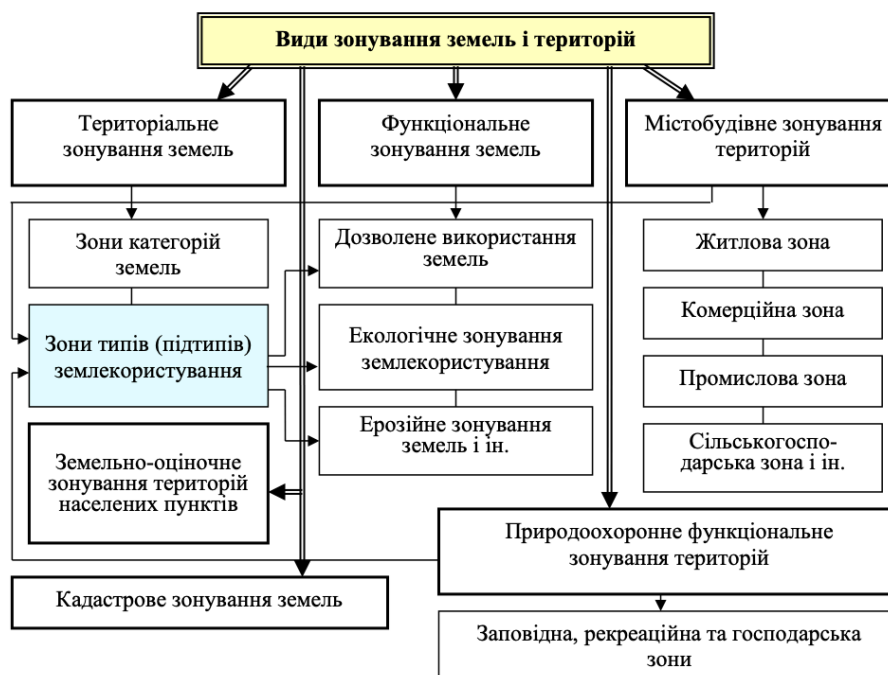 Види зонування земель і територій
Територіальне
зонування земель
Функціональне
зонування земель
Містобудівне зонування
територій
Зони категорій
земель
Дозволене використання
земель
Житлова зона
Комерційна зона
Зони типів (підтипів)
землекористування
Екологічне зонування
землекористування
Промислова зона
Ерозійне зонування
земель і ін.
Сільськогоспо-
дарська зона і ін.
Земельно-оціночне
зонування територій
населених пунктів
Природоохоронне функціональне
зонування територій
Кадастрове зонування земель
Заповідна, рекреаційна та господарська
зони